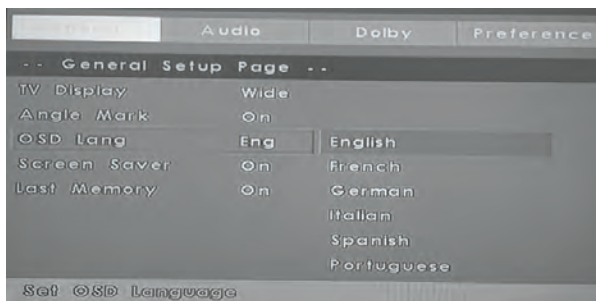 Audio Dolby Preference
-- General Setup Page --
TV Display Wide
Angle Mark On
OSD Lang Eng English
Screen Saver On French
Last Memory On German
Italian
Spanish
Portuguese
Set OSD Language